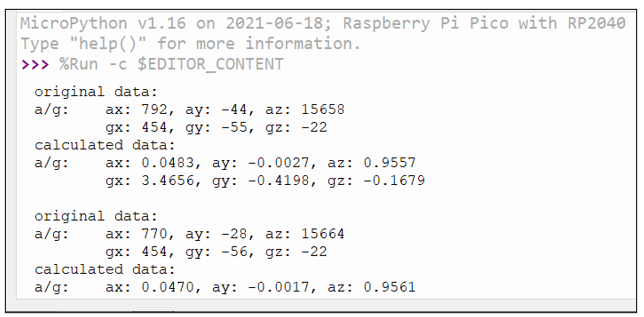 MicroPython v1.16 on 2021-06-18; Raspberry Pi Pico with RP2040
Type "help()" for more information.
>>> %Run -c $EDITOR_CONTENT
original data:
a/g: ax: 792, ay: -44, az: 15658
gx: 454, gy: -55, gz: -22
calculated data:
a/g: ax: 0.0483, ay: -0.0027, az: 0.9557
gx: 3.4656, gy: -0.4198, gz: -0.1679
original data:
a/g: ax: 770, ay: -28, az: 15664
gx: 454, gy: -56, gz: -22
calculated data:
a/g: ax: 0.0470, ay: -0.0017, az: 0.9561